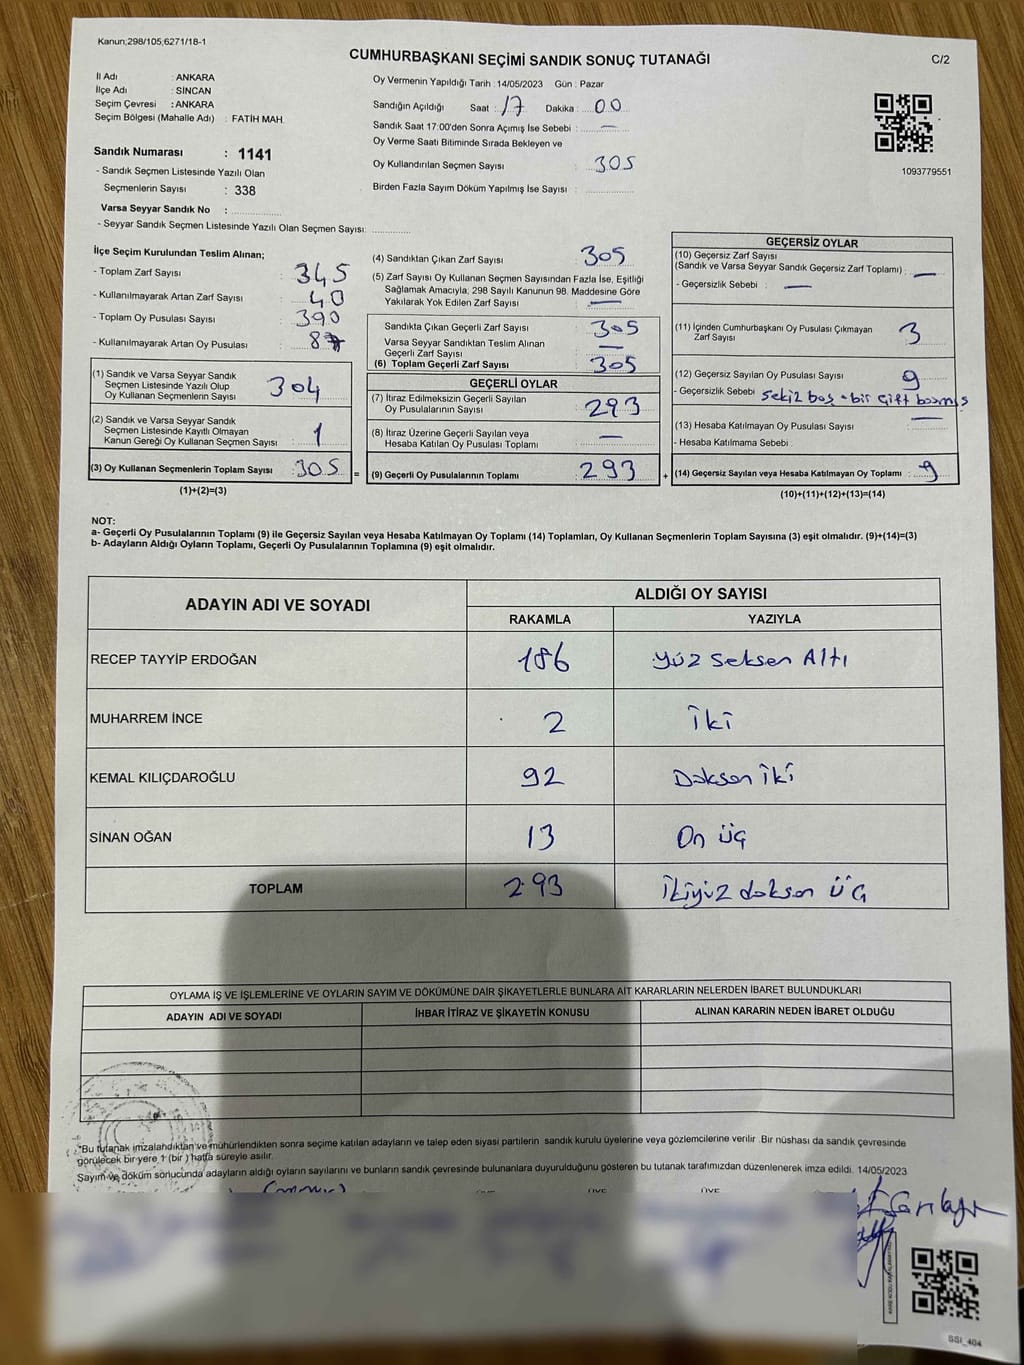 Kanun;298/105;6271/18-1
CUMHURBAŞKANI SEÇİMİ SANDIK SONUÇ TUTANAĞI
C/2
İl Adı : ANKARA
İlçe Adı : SİNCAN
Seçim Çevresi : ANKARA
Seçim Bölgesi (Mahalle Adı) : FATİH MAH.
Sandık Numarası : 1141
- Sandık Seçmen Listesinde Yazılı Olan
Seçmenlerin Sayısı : 338
Varsa Seyyar Sandık No :
- Seyyar Sandık Seçmen Listesinde Yazılı Olan Seçmen Sayısı:
Oy Vermenin Yapıldığı Tarih : 14/05/2023 Gün : Pazar
Sandığın Açıldığı Saat : 17 Dakika : 00
Sandık Saat 17:00'den Sonra Açımış İse Sebebi : —
Oy Verme Saati Bitiminde Sırada Bekleyen ve
Oy Kullandırılan Seçmen Sayısı : 305
Birden Fazla Sayım Döküm Yapılmış İse Sayısı :
1093779551
İlçe Seçim Kurulundan Teslim Alınan;
- Toplam Zarf Sayısı : 345
- Kullanılmayarak Artan Zarf Sayısı : 40
- Toplam Oy Pusulası Sayısı : 390
- Kullanılmayarak Artan Oy Pusulası :
(1) Sandık ve Varsa Seyyar Sandık
Seçmen Listesinde Yazılı Olup
Oy Kullanan Seçmenlerin Sayısı : 304
(2) Sandık ve Varsa Seyyar Sandık
Seçmen Listesinde Kayıtlı Olmayan
Kanun Gereği Oy Kullanan Seçmen Sayısı : 1
(3) Oy Kullanan Seçmenlerin Toplam Sayısı : 305 =
(1)+(2)=(3)
(4) Sandıktan Çıkan Zarf Sayısı : 305
(5) Zarf Sayısı Oy Kullanan Seçmen Sayısından Fazla İse, Eşitliği
Sağlamak Amacıyla, 298 Sayılı Kanunun 98. Maddesine Göre
Yakılarak Yok Edilen Zarf Sayısı : —
Sandıkta Çıkan Geçerli Zarf Sayısı : 305
Varsa Seyyar Sandıktan Teslim Alınan
Geçerli Zarf Sayısı : —
(6) Toplam Geçerli Zarf Sayısı : 305
GEÇERLİ OYLAR
(7) İtiraz Edilmeksizin Geçerli Sayılan
Oy Pusulalarının Sayısı : 293
(8) İtiraz Üzerine Geçerli Sayılan veya
Hesaba Katılan Oy Pusulası Toplamı : —
(9) Geçerli Oy Pusulalarının Toplamı : 293 +
GEÇERSİZ OYLAR
(10) Geçersiz Zarf Sayısı
(Sandık ve Varsa Seyyar Sandık Geçersiz Zarf Toplamı) : —
- Geçersizlik Sebebi : —
(11) İçinden Cumhurbaşkanı Oy Pusulası Çıkmayan
Zarf Sayısı : 3
(12) Geçersiz Sayılan Oy Pusulası Sayısı : 9
- Geçersizlik Sebebi : sekiz boş - bir çift basmış
(13) Hesaba Katılmayan Oy Pusulası Sayısı : —
- Hesaba Katılmama Sebebi :
(14) Geçersiz Sayılan veya Hesaba Katılmayan Oy Toplamı : 9
(10)+(11)+(12)+(13)=(14)
NOT:
a- Geçerli Oy Pusulalarının Toplamı (9) ile Geçersiz Sayılan veya Hesaba Katılmayan Oy Toplamı (14) Toplamları, Oy Kullanan Seçmenlerin Toplam Sayısına (3) eşit olmalıdır. (9)+(14)=(3)
b- Adayların Aldığı Oyların Toplamı, Geçerli Oy Pusulalarının Toplamına (9) eşit olmalıdır.
ADAYIN ADI VE SOYADI ALDIĞI OY SAYISI
RAKAMLA YAZIYLA
RECEP TAYYİP ERDOĞAN 186 Yüz seksen Altı
MUHARREM İNCE 2 İki
KEMAL KILIÇDAROĞLU 92 Doksan İki
SİNAN OĞAN 13 On Üç
TOPLAM 293 İkiyüz doksan Üç
OYLAMA İŞ VE İŞLEMLERİNE VE OYLARIN SAYIM VE DÖKÜMÜNE DAİR ŞİKAYETLERLE BUNLARA AİT KARARLARIN NELERDEN İBARET BULUNDUKLARI
ADAYIN ADI VE SOYADI İHBAR İTİRAZ VE ŞİKAYETİN KONUSU ALINAN KARARIN NEDEN İBARET OLDUĞU
*Bu tutanak imzalandıktan ve mühürlendikten sonra seçime katılan adayların ve talep eden siyasi partilerin sandık kurulu üyelerine veya gözlemcilerine verilir .Bir nüshası da sandık çevresinde
görülecek bir yere 1 (bir ) hafta süreyle asılır.
Sayım ve döküm sonucunda adayların aldığı oyların sayılarını ve bunların sandık çevresinde bulunanlara duyurulduğunu gösteren bu tutanak tarafımızdan düzenlenerek imza edildi. 14/05/2023
ÜYE ÜYE ÜYE
SSI_404